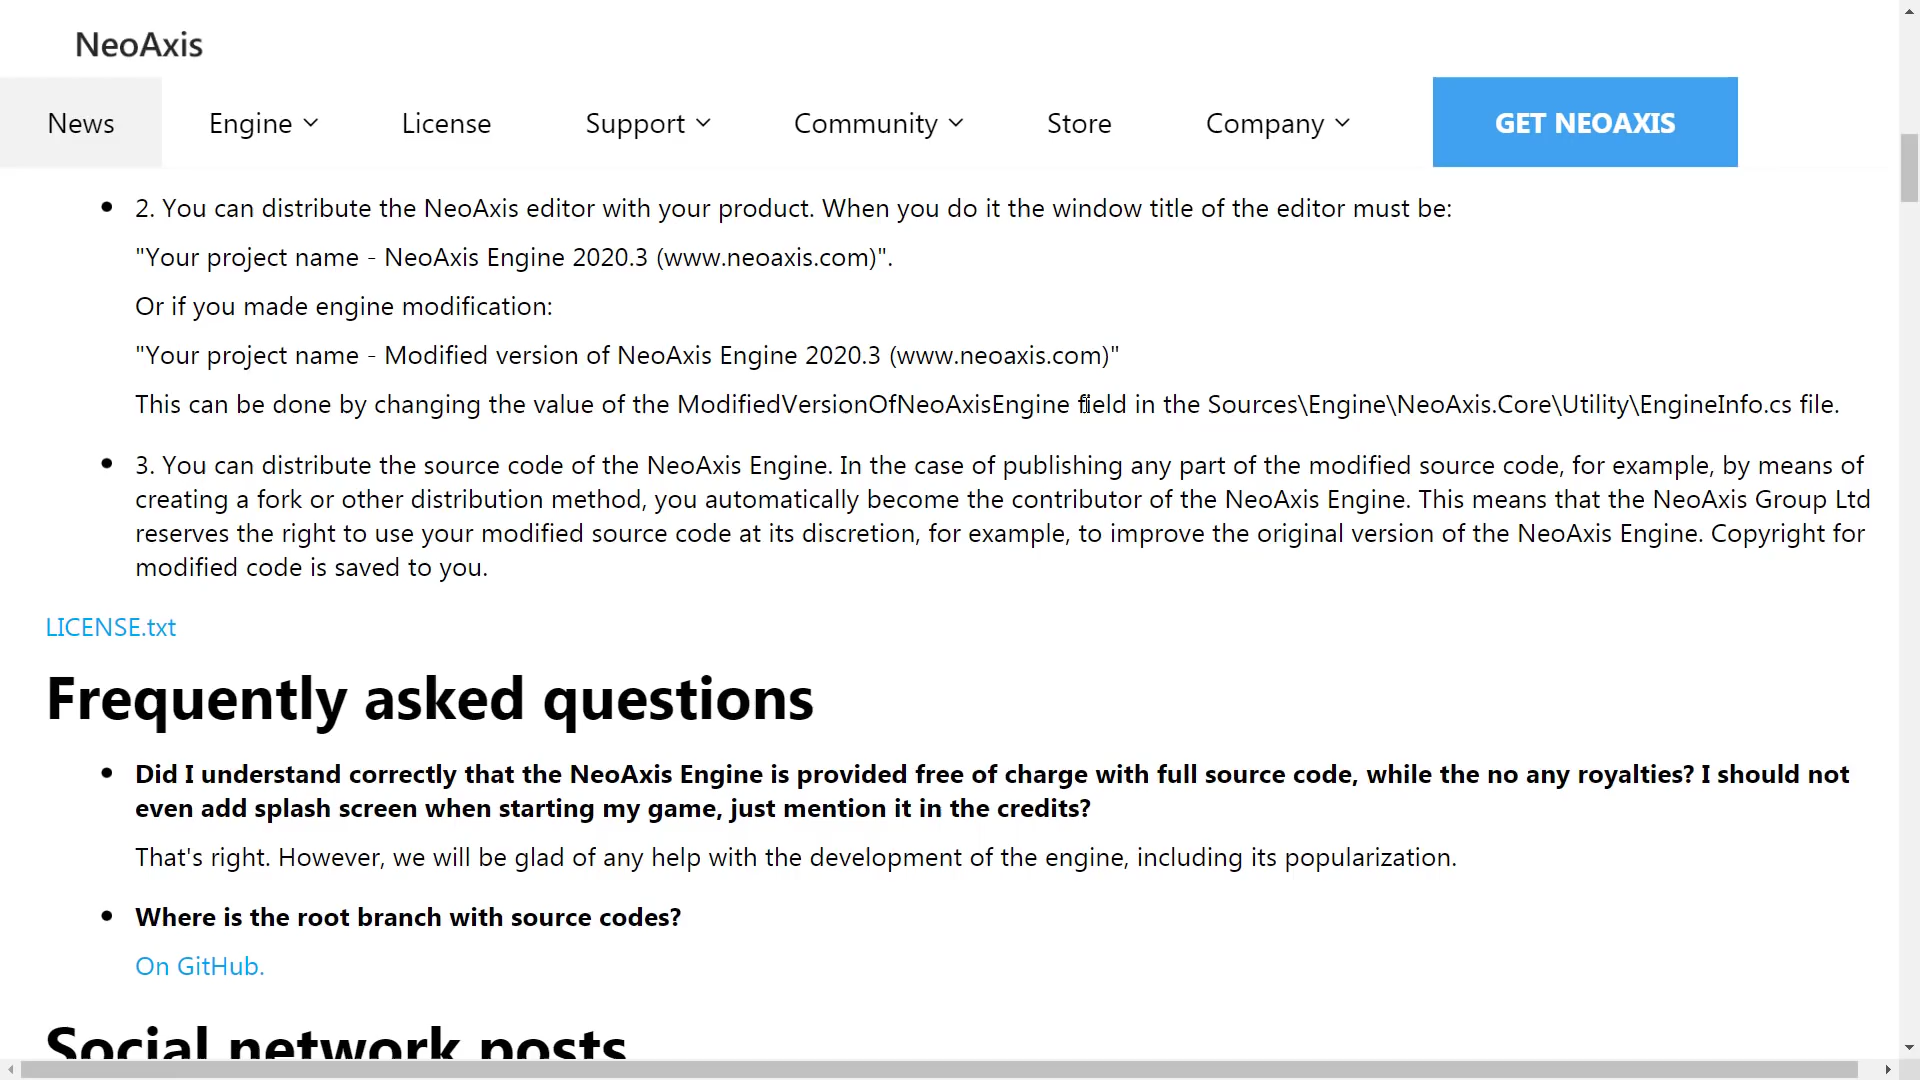 NeoAxis
News
Engine
License
Support
Community
Store
Company
GET NEOAXIS
2. You can distribute the NeoAxis editor with your product. When you do it the window title of the editor must be:
"Your project name - NeoAxis Engine 2020.3 (www.neoaxis.com)".
Or if you made engine modification:
"Your project name - Modified version of NeoAxis Engine 2020.3 (www.neoaxis.com)"
This can be done by changing the value of the ModifiedVersionOfNeoAxisEngine field in the Sources\Engine\NeoAxis.Core\Utility\EngineInfo.cs file.
3. You can distribute the source code of the NeoAxis Engine. In the case of publishing any part of the modified source code, for example, by means of
creating a fork or other distribution method, you automatically become the contributor of the NeoAxis Engine. This means that the NeoAxis Group Ltd
reserves the right to use your modified source code at its discretion, for example, to improve the original version of the NeoAxis Engine. Copyright for
modified code is saved to you.
LICENSE.txt
Frequently asked questions
Did I understand correctly that the NeoAxis Engine is provided free of charge with full source code, while the no any royalties? I should not
even add splash screen when starting my game, just mention it in the credits?
That's right. However, we will be glad of any help with the development of the engine, including its popularization.
Where is the root branch with source codes?
On GitHub.
Social network posts